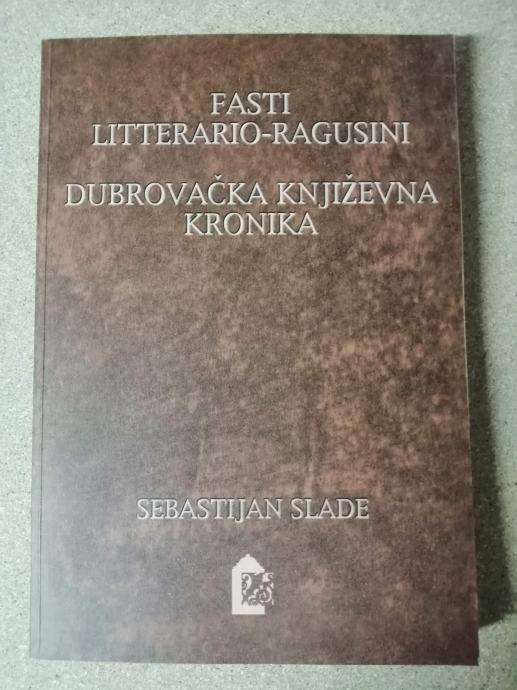 FASTI
LITTERARIO-RAGUSINI
DUBROVAČKA KNJIŽEVNA
KRONIKA
SEBASTIJAN SLADE